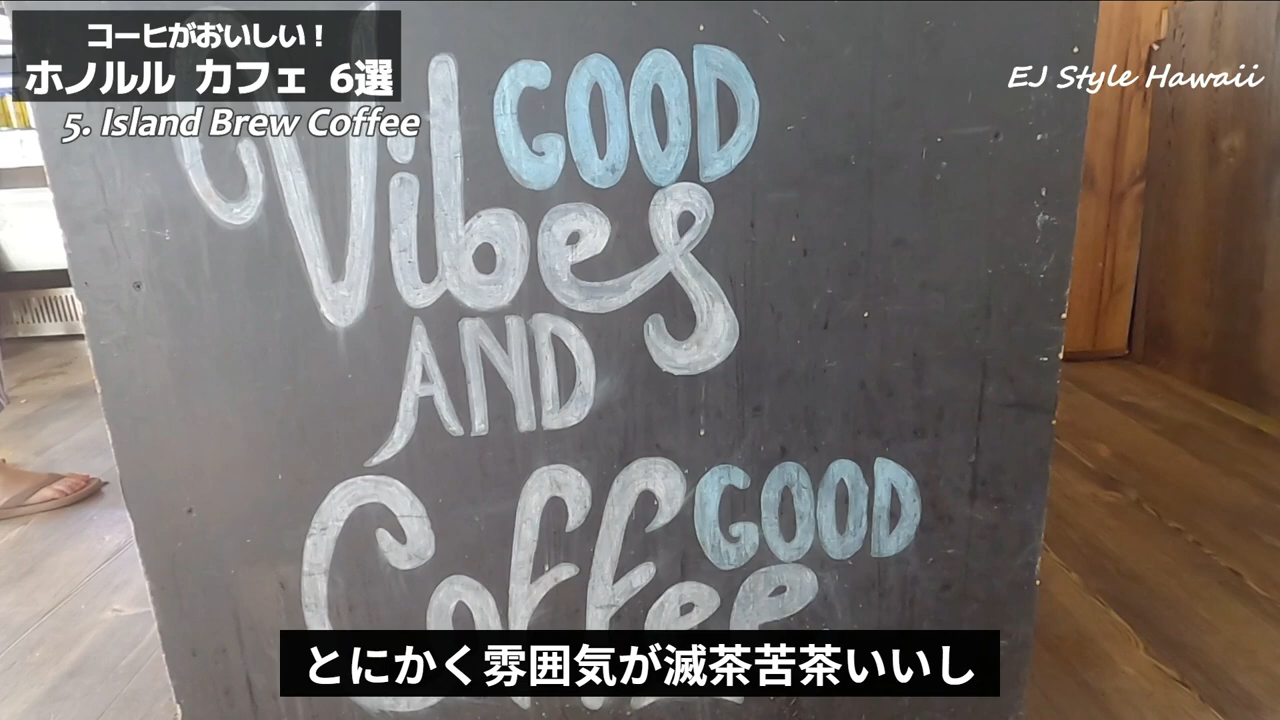 コーヒがおいしい！
ホノルル カフェ 6選
5. Island Brew Coffee
EJ Style Hawaii
GOOD
Vibes
AND
GOOD
Coffee
とにかく雰囲気が滅茶苦茶いいし